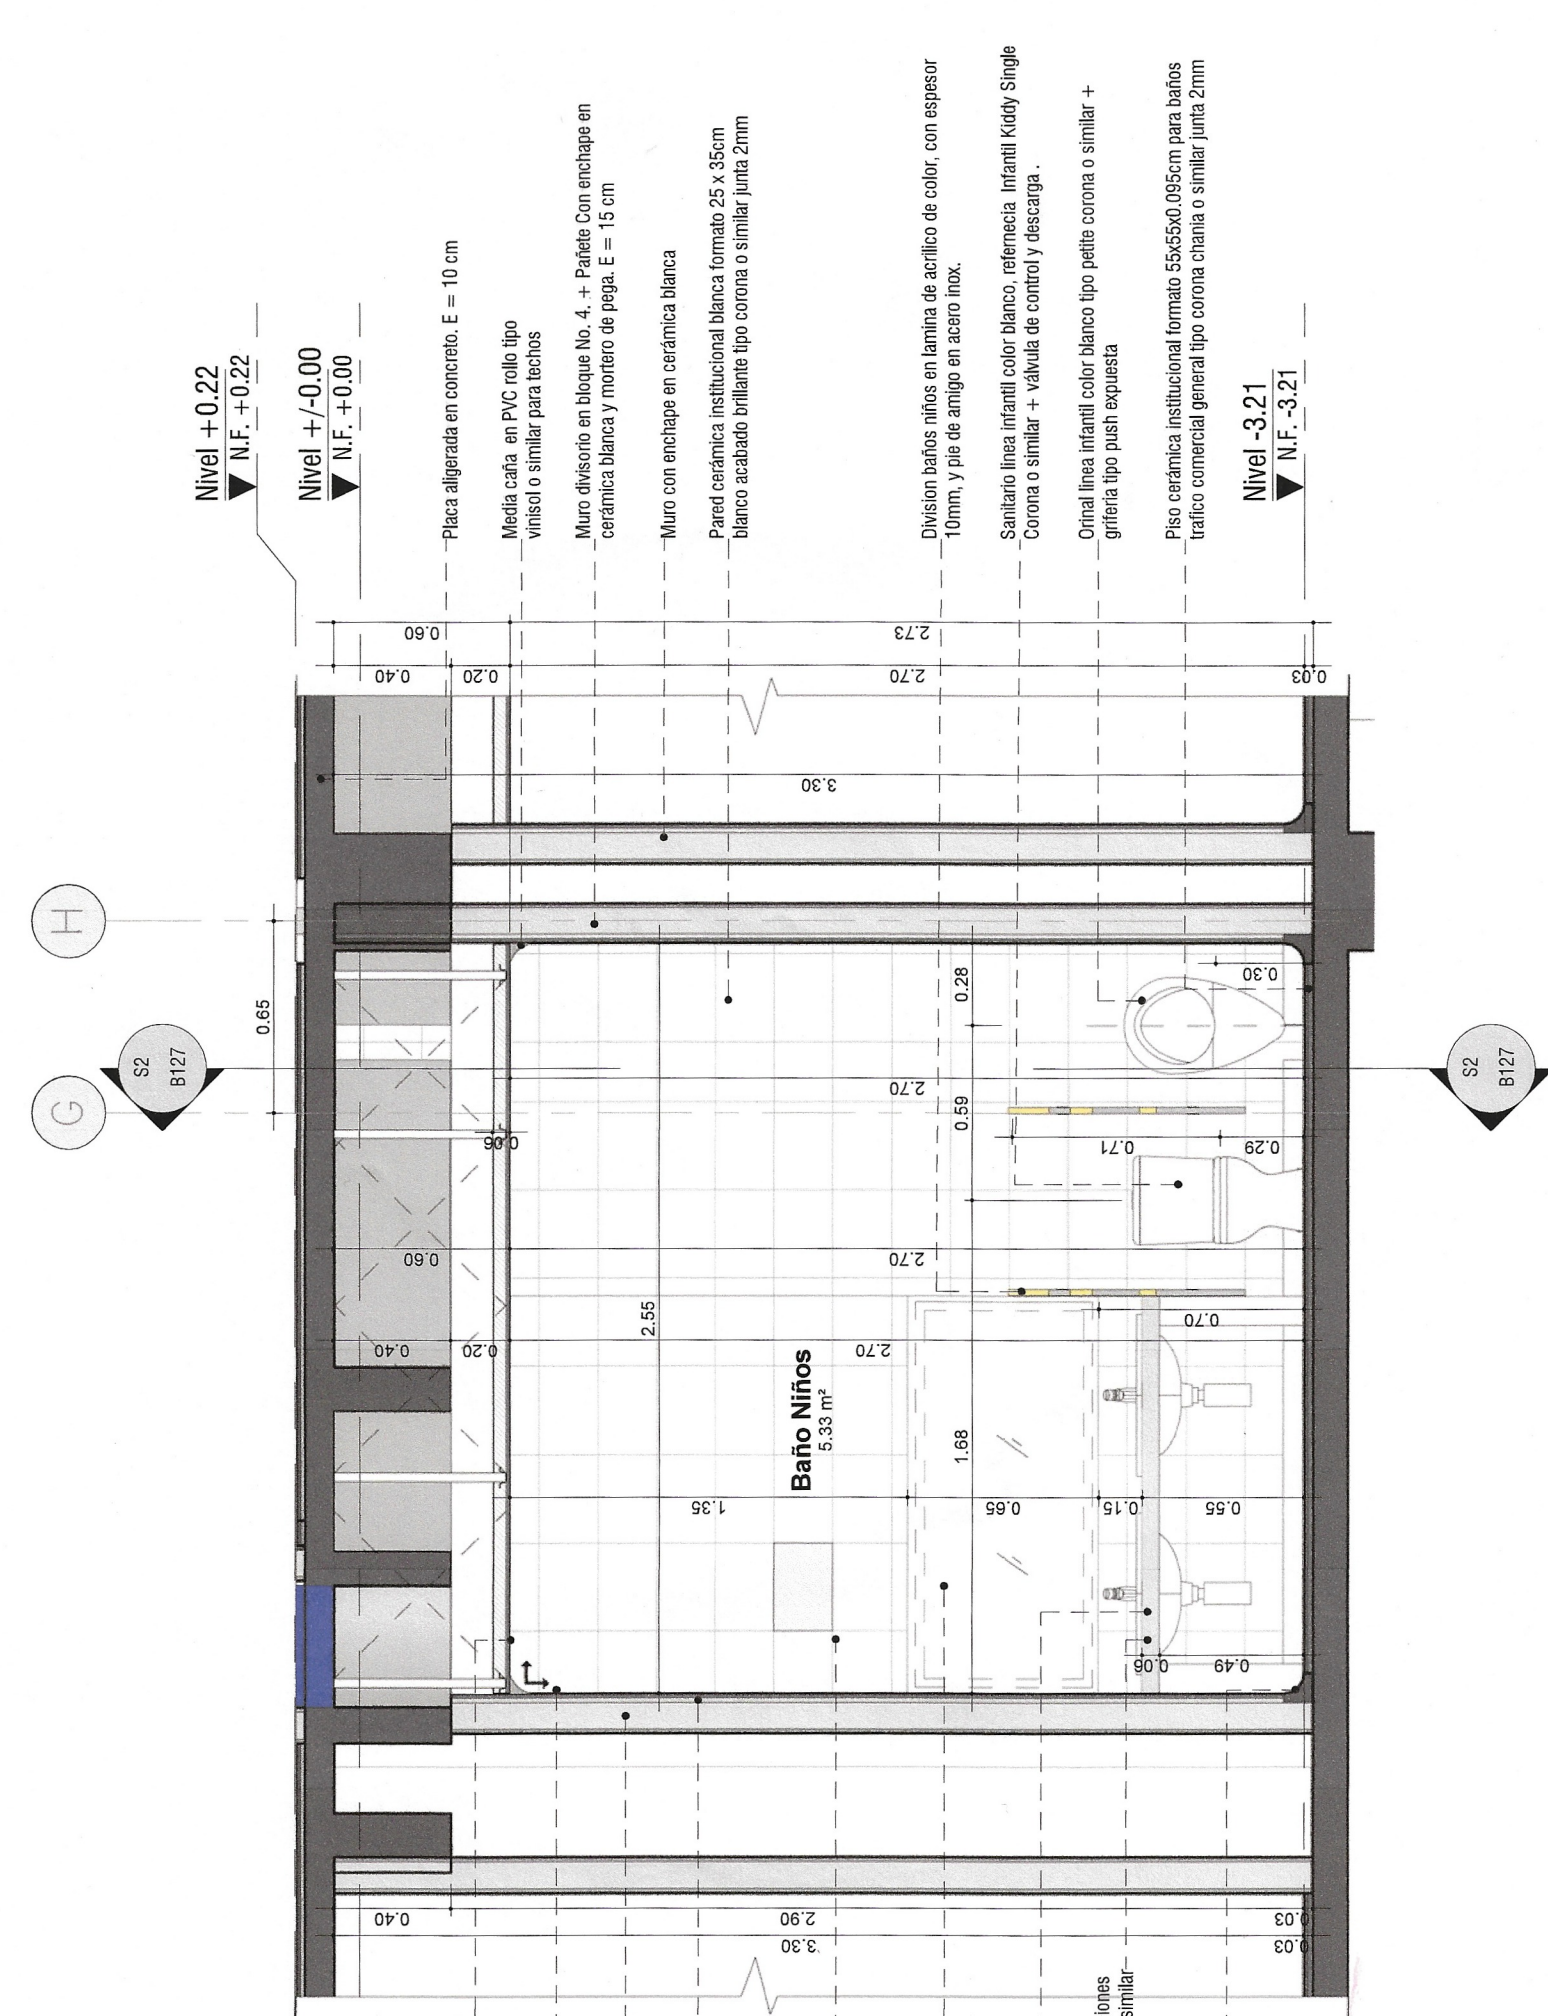 Nivel +0.22
N.F. +0.22
Nivel +/-0.00
N.F. +0.00
Placa aligerada en concreto. E = 10 cm
Media caña en PVC rollo tipo
vinisol o similar para techos
Muro divisorio en bloque No. 4. + Pañete Con enchape en
cerámica blanca y mortero de pega. E = 15 cm
Muro con enchape en cerámica blanca
Pared cerámica institucional blanca formato 25 x 35cm
blanco acabado brillante tipo corona o similar junta 2mm
Division baños niños en lamina de acrilico de color, con espesor
10mm, y pie de amigo en acero inox.
Sanitario linea infantil color blanco, refernecia Infantil Kiddy Single
Corona o similar + válvula de control y descarga .
Orinal linea infantil color blanco tipo petite corona o similar +
griferia tipo push expuesta
Piso cerámica institucional formato 55x55x0.095cm para baños
trafico comercial general tipo corona chania o similar junta 2mm
Nivel -3.21
N.F. -3.21
0.60
2.73
0.40
0.20
2.70
0.03
3.30
H
G
0.65
S2
B127
S2
B127
0.28
0.30
2.70
0.59
0.06
0.71
0.29
0.60
2.70
2.55
0.70
0.40
0.20
2.70
Baño Niños
5.33 m²
1.68
1.35
0.65
0.15
0.55
0.06
0.49
0.40
2.90
0.03
3.30
0.03
iones
similar